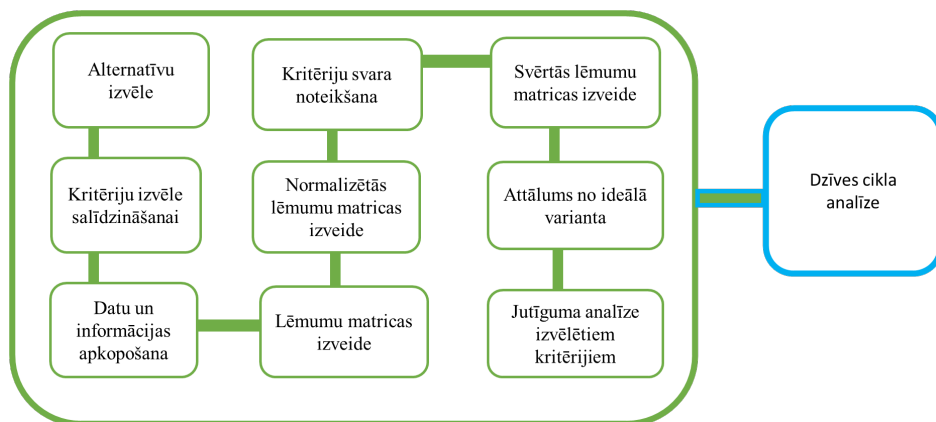 Alternatīvu
izvēle
Kritēriju izvēle
salīdzināšanai
Datu un
informācijas
apkopošana
Lēmumu matricas
izveide
Normalizētās
lēmumu matricas
izveide
Kritēriju svara
noteikšana
Svērtās lēmumu
matricas izveide
Attālums no ideālā
varianta
Jutīguma analīze
izvēlētiem
kritērijiem
Dzīves cikla
analīze